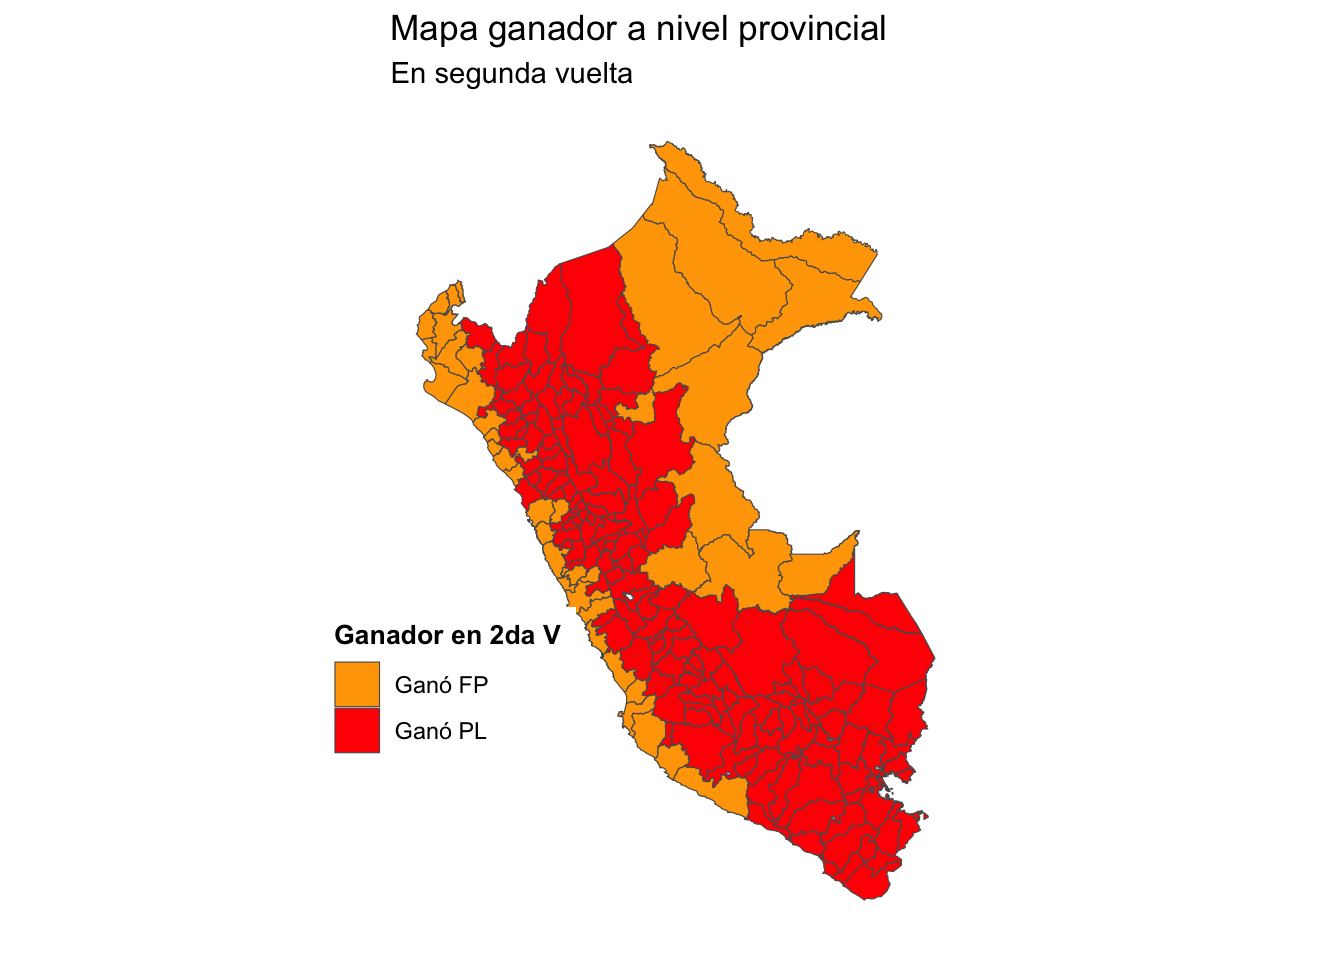 Mapa ganador a nivel provincial
En segunda vuelta
Ganador en 2da V
Ganó FP
Ganó PL